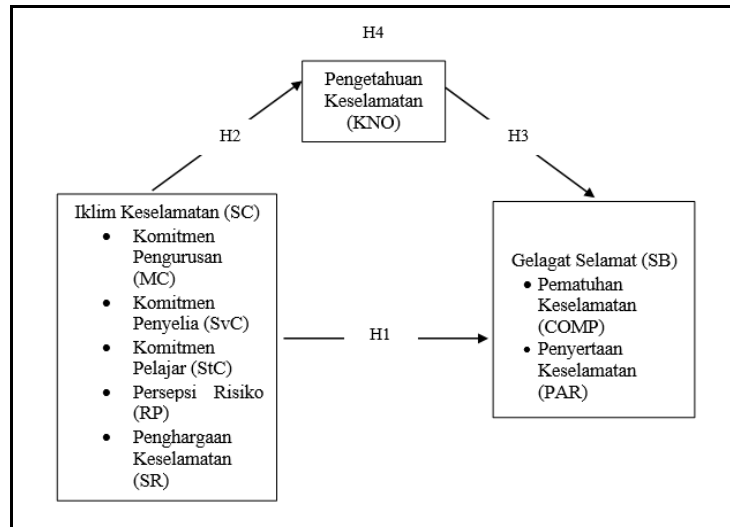 H4
Pengetahuan
Keselamatan
(KNO)
H2
H3
Iklim Keselamatan (SC)
• Komitmen
Pengurusan
(MC)
• Komitmen
Penyelia (SvC)
• Komitmen
Pelajar (StC)
• Persepsi Risiko
(RP)
• Penghargaan
Keselamatan
(SR)
H1
Gelagat Selamat (SB)
• Pematuhan
Keselamatan
(COMP)
• Penyertaan
Keselamatan
(PAR)